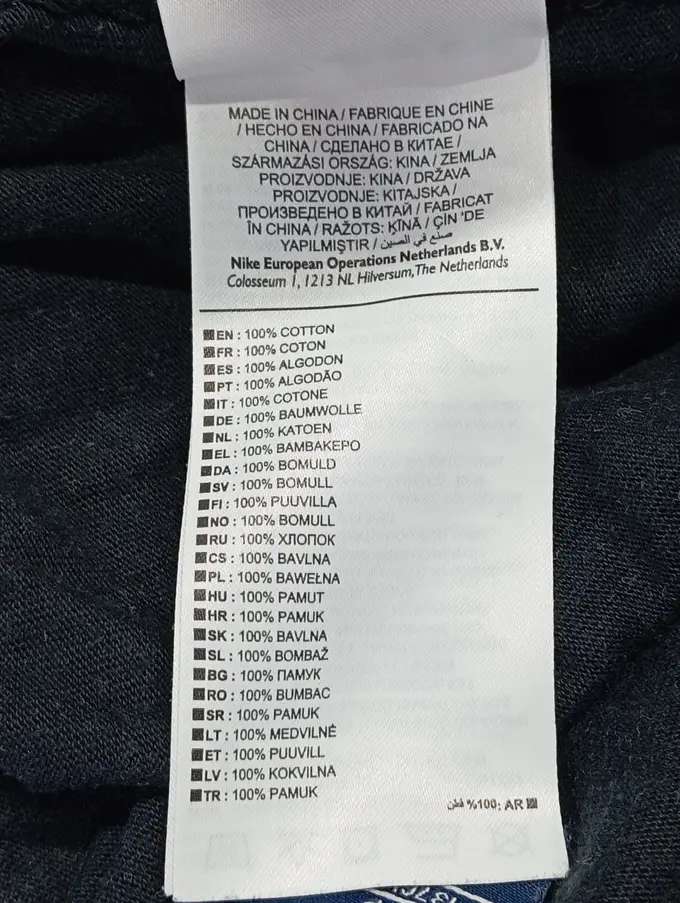 MADE IN CHINA / FABRIQUE EN CHINE
/ HECHO EN CHINA / FABRICADO NA
CHINA / СДЕЛАНО В КИТАЕ /
SZÁRMAZÁSI ORSZÁG: KINA / ZEMLJA
PROIZVODNJE: KINA / DRŽAVA
PROIZVODNJE: KITAJSKA /
ПРОИЗВЕДЕНО В КИТАЙ / FABRICAT
ÎN CHINA / RAŽOTS: ĶĪNĀ / ÇIN 'DE
YAPILMIŞTIR / صنع في الصين
Nike European Operations Netherlands B.V.
Colosseum 1, 1213 NL Hilversum, The Netherlands
EN : 100% COTTON
FR : 100% COTON
ES : 100% ALGODON
PT : 100% ALGODÃO
IT : 100% COTONE
DE : 100% BAUMWOLLE
NL : 100% KATOEN
EL : 100% ΒΑΜΒΑΚΕΡΟ
DA : 100% BOMULD
SV : 100% BOMULL
FI : 100% PUUVILLA
NO : 100% BOMULL
RU : 100% ХЛОПОК
CS : 100% BAVLNA
PL : 100% BAWEŁNA
HU : 100% PAMUT
HR : 100% PAMUK
SK : 100% BAVLNA
SL : 100% BOMBAŽ
BG : 100% ПАМУК
RO : 100% BUMBAC
SR : 100% PAMUK
LT : 100% MEDVILNĖ
ET : 100% PUUVILL
LV : 100% KOKVILNA
TR : 100% PAMUK
قطن %100: AR